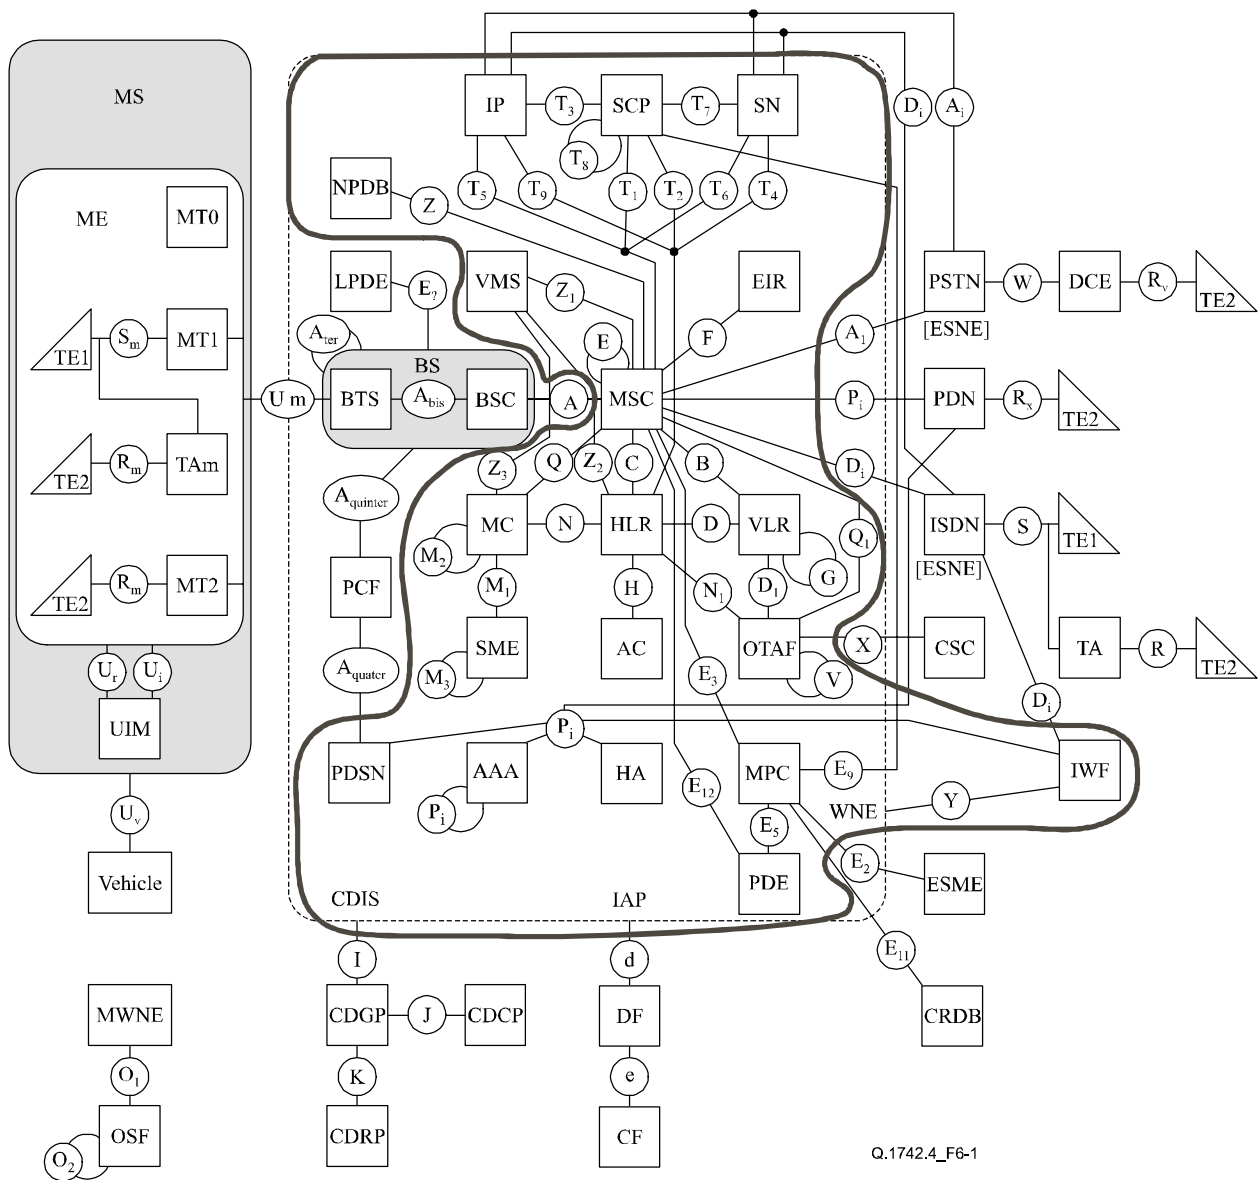 MS
ME
MT0
TE1
Sm
MT1
TE2
Rm
TAm
TE2
Rm
MT2
Ur
Ui
UIM
Uv
Vehicle
MWNE
O1
OSF
O2
Um
IP
T3
SCP
T7
SN
T8
T5
T9
T1
T2
T6
T4
Di
Ai
NPDB
Z
LPDE
E?
VMS
Z1
EIR
Ater
E
F
A1
PSTN
[ESNE]
W
DCE
Rv
TE2
BS
BTS
Abis
BSC
A
MSC
Pi
PDN
Rx
TE2
Z3
Q
Z2
C
B
Di
Aquinter
MC
N
HLR
D
VLR
Q1
ISDN
[ESNE]
S
TE1
M2
M1
H
N1
D1
G
PCF
SME
M3
AC
E3
OTAF
V
X
CSC
TA
R
TE2
Aquater
Pi
Di
PDSN
AAA
HA
MPC
E9
WNE
Y
IWF
Pi
E12
E5
PDE
E2
ESME
CDIS
IAP
I
d
E11
CDGP
J
CDCP
DF
CRDB
K
e
CDRP
CF
Q.1742.4_F6-1